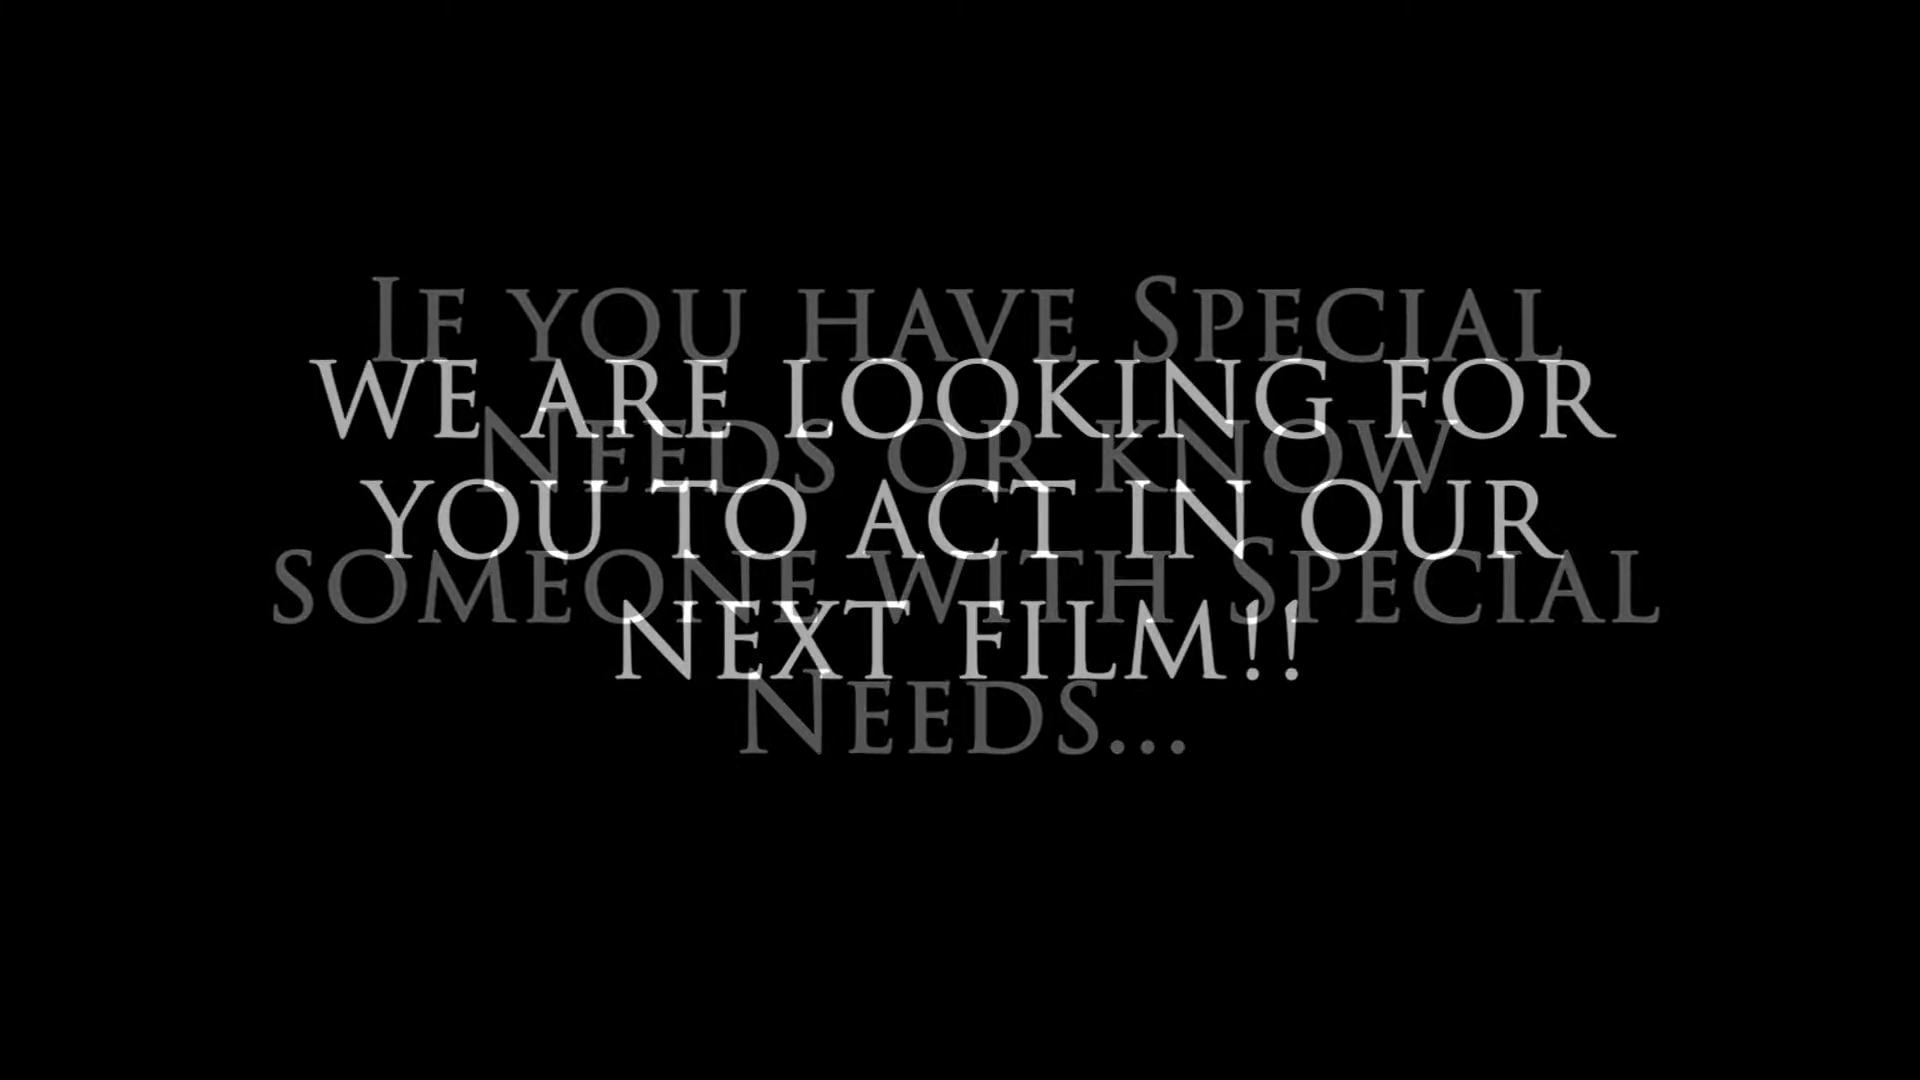 If you have Special
Needs or know
someone with Special
Needs...
WE ARE LOOKING FOR
YOU TO ACT IN OUR
NEXT FILM!!